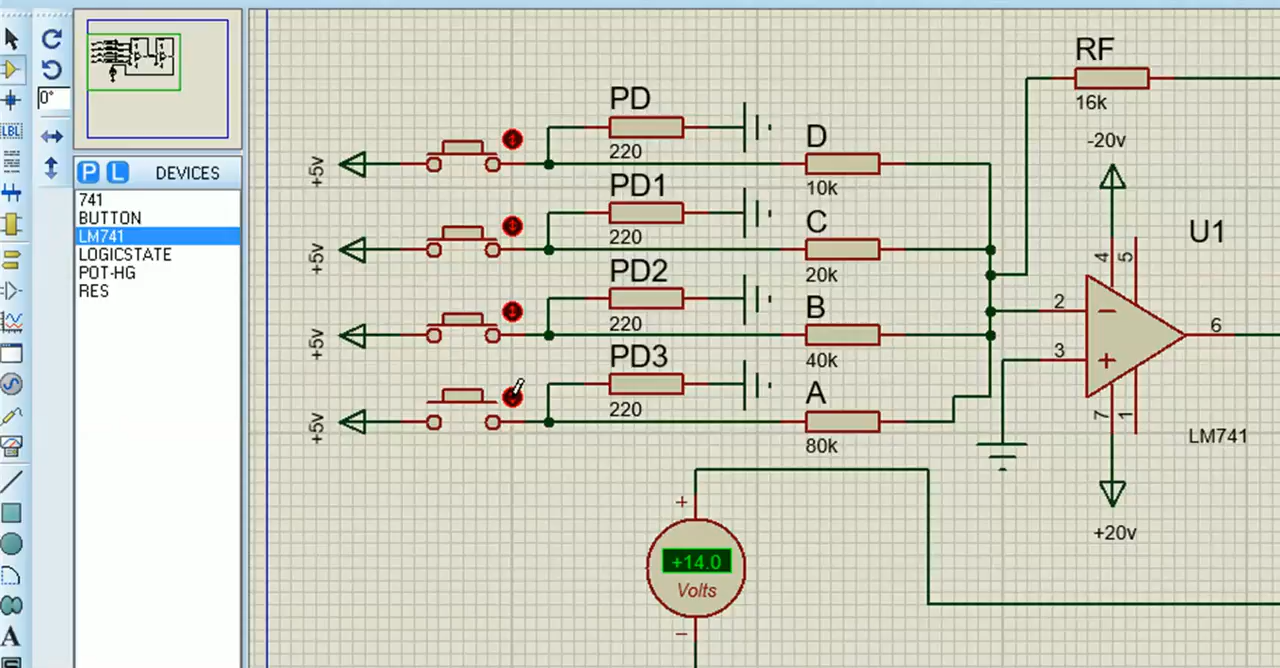 0°
LBL
P L DEVICES
741
BUTTON
LM741
LOGICSTATE
POT-HG
RES
A
RF
16k
-20v
PD
220
D
10k
+5v
PD1
220
C
20k
+5v
U1
4
5
PD2
220
B
40k
+5v
2
3
6
PD3
220
A
80k
+5v
7
1
LM741
+20v
+
+14.0
Volts
−